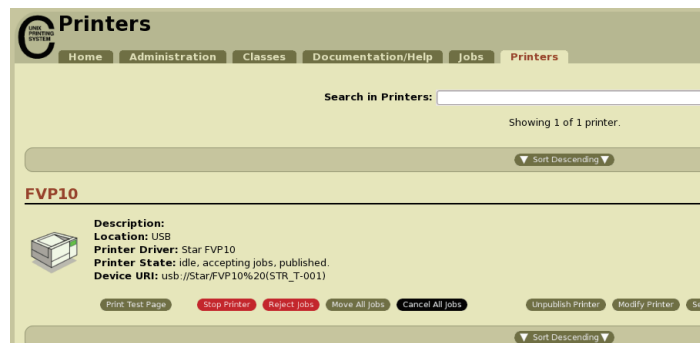 UNIX
PRINTING
SYSTEM
Printers
Home Administration Classes Documentation/Help Jobs Printers
Search in Printers:
Showing 1 of 1 printer.
▼ Sort Descending ▼
FVP10
Description:
Location: USB
Printer Driver: Star FVP10
Printer State: idle, accepting jobs, published.
Device URI: usb://Star/FVP10%20(STR_T-001)
Print Test Page Stop Printer Reject Jobs Move All Jobs Cancel All Jobs Unpublish Printer Modify Printer
▼ Sort Descending ▼